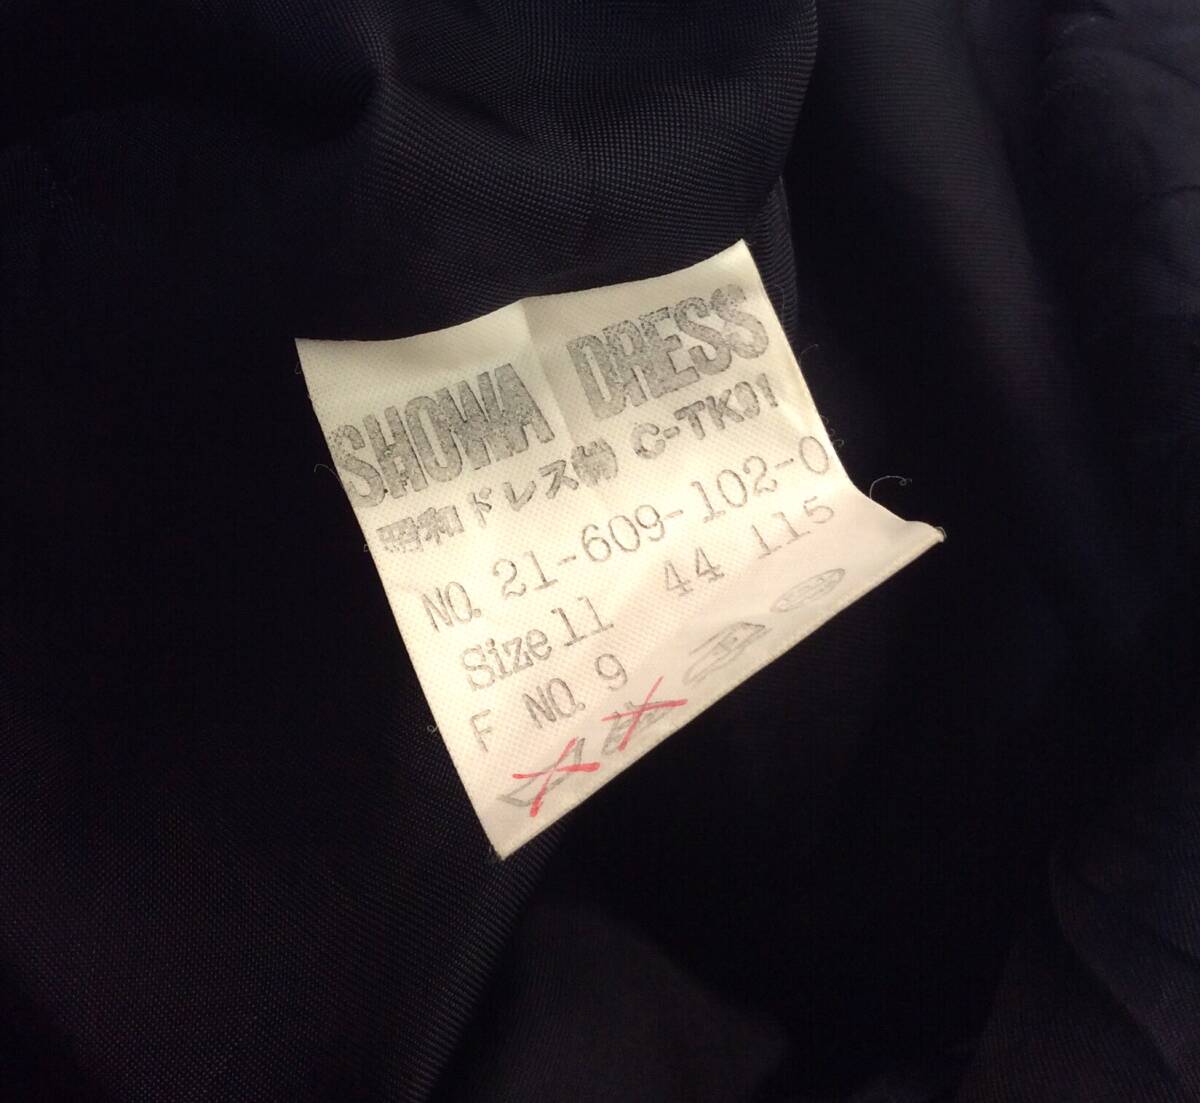 SHOWA DRESS
昭和ドレス㈱ C-TK01
NO. 21-609-102-0
Size 11 44 115
F NO. 9